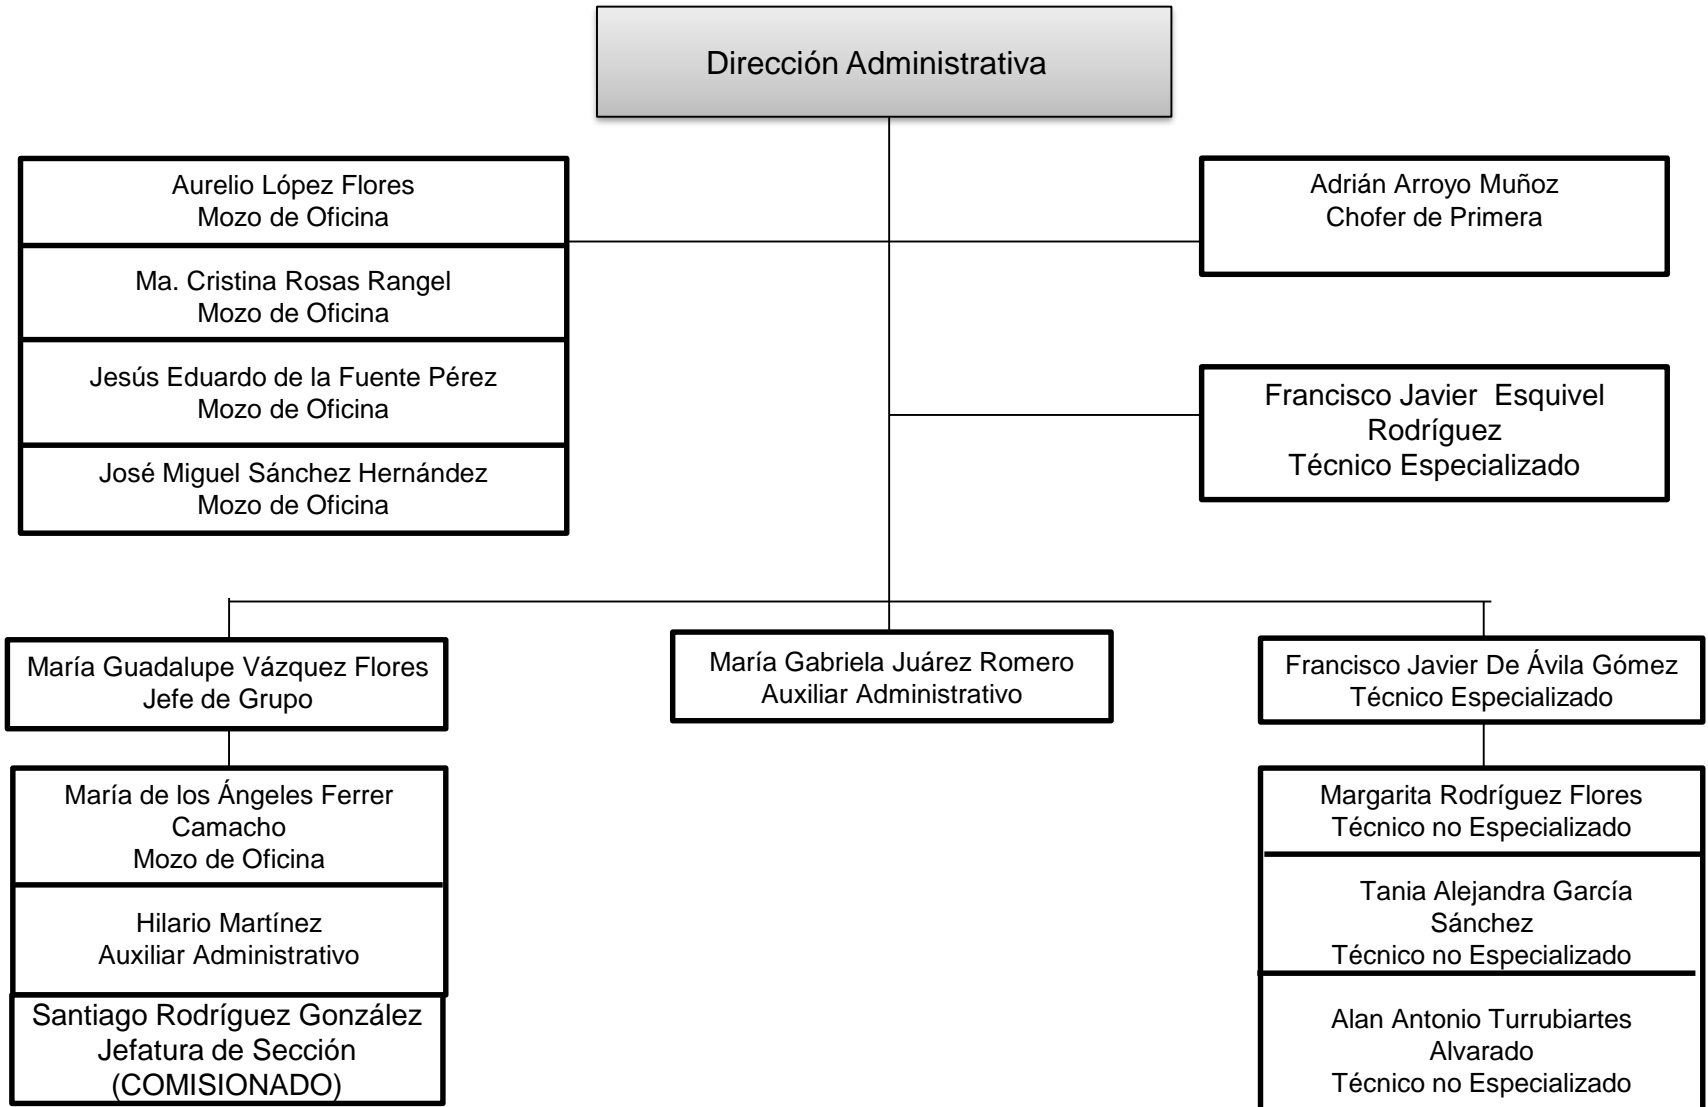 Dirección Administrativa
Aurelio López Flores
Mozo de Oficina
Ma. Cristina Rosas Rangel
Mozo de Oficina
Jesús Eduardo de la Fuente Pérez
Mozo de Oficina
José Miguel Sánchez Hernández
Mozo de Oficina
Adrián Arroyo Muñoz
Chofer de Primera
Francisco Javier Esquivel
Rodríguez
Técnico Especializado
María Guadalupe Vázquez Flores
Jefe de Grupo
María de los Ángeles Ferrer
Camacho
Mozo de Oficina
Hilario Martínez
Auxiliar Administrativo
Santiago Rodríguez González
Jefatura de Sección
(COMISIONADO)
María Gabriela Juárez Romero
Auxiliar Administrativo
Francisco Javier De Ávila Gómez
Técnico Especializado
Margarita Rodríguez Flores
Técnico no Especializado
Tania Alejandra García
Sánchez
Técnico no Especializado
Alan Antonio Turrubiartes
Alvarado
Técnico no Especializado